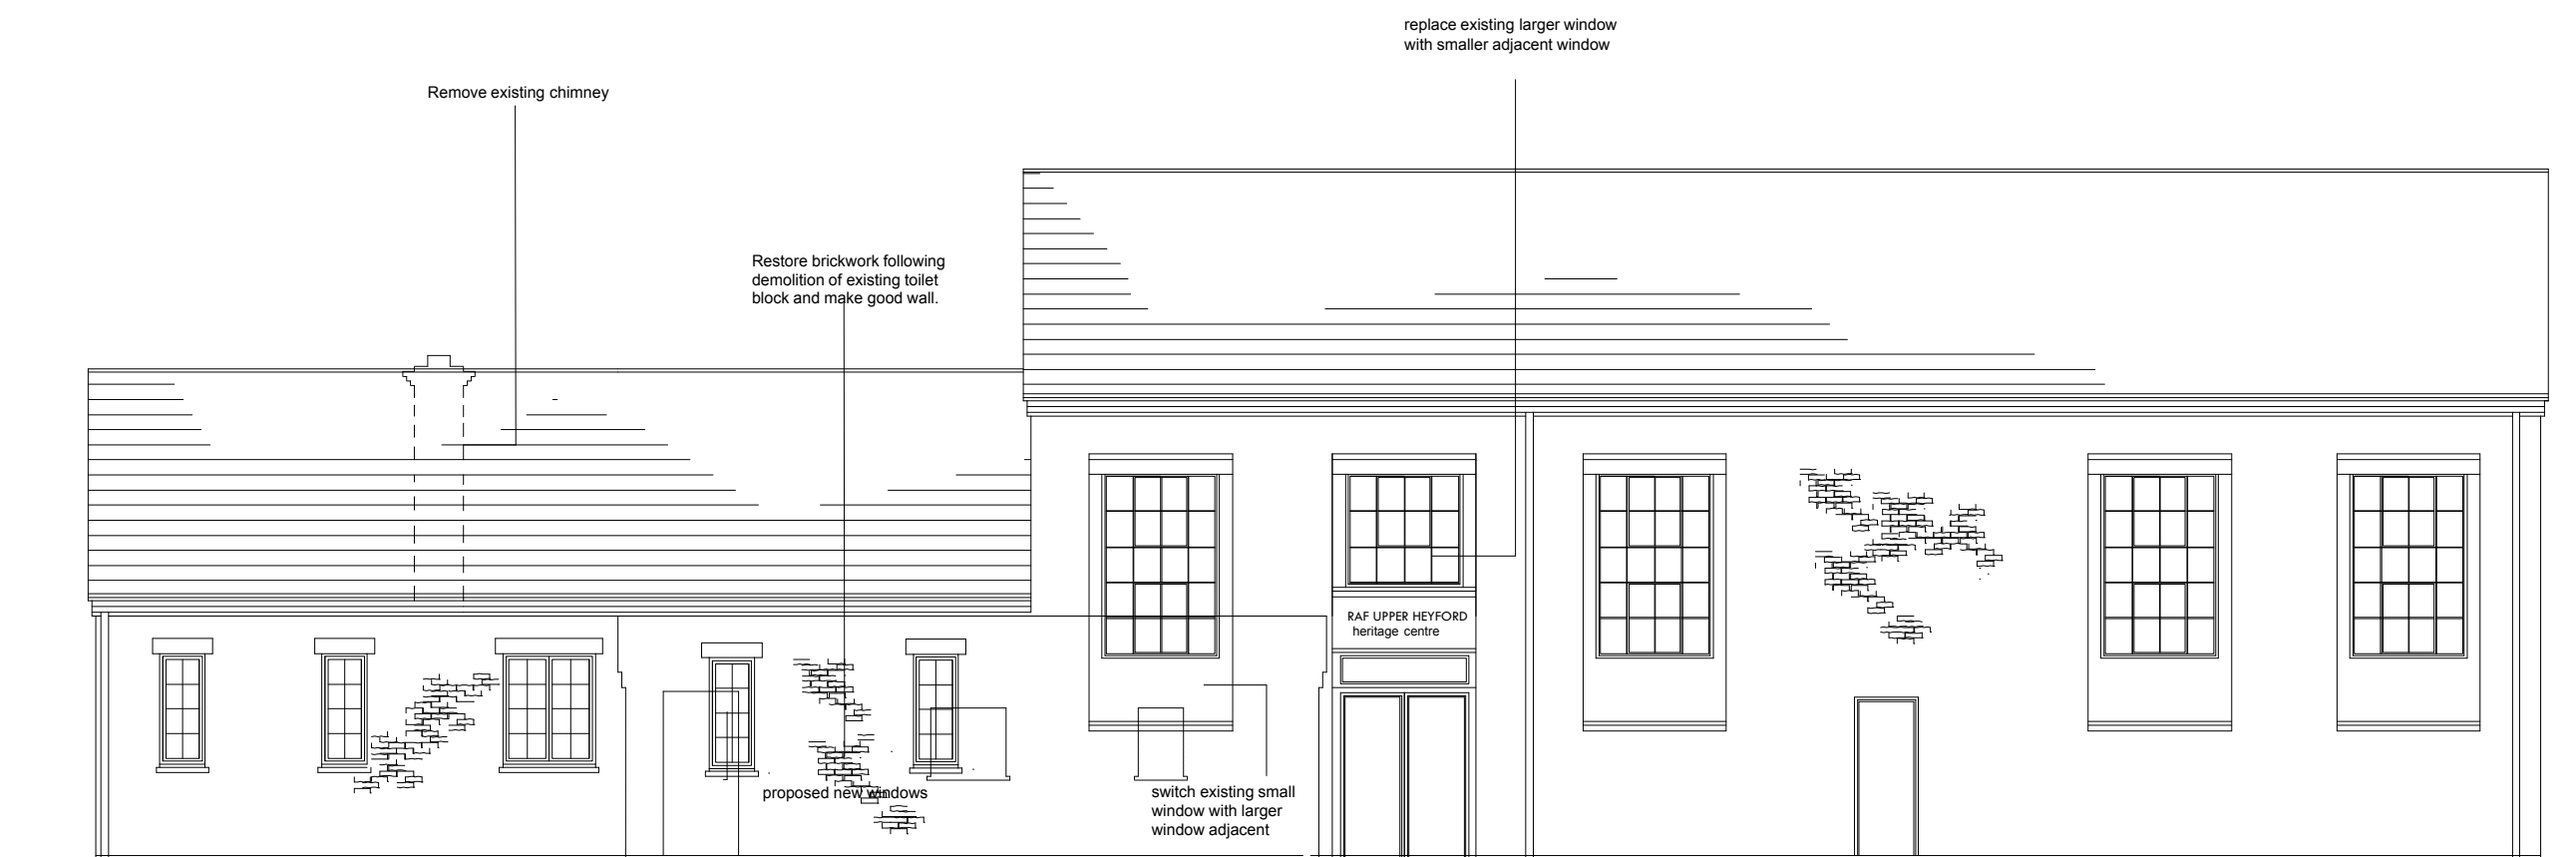 replace existing larger window
with smaller adjacent window
Remove existing chimney
Restore brickwork following
demolition of existing toilet
block and make good wall.
RAF UPPER HEYFORD
heritage centre
proposed new windows
switch existing small
window with larger
window adjacent